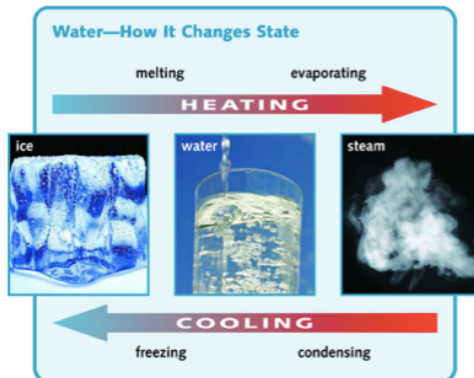 Water—How It Changes State
melting evaporating
HEATING
ice water steam
COOLING
freezing condensing